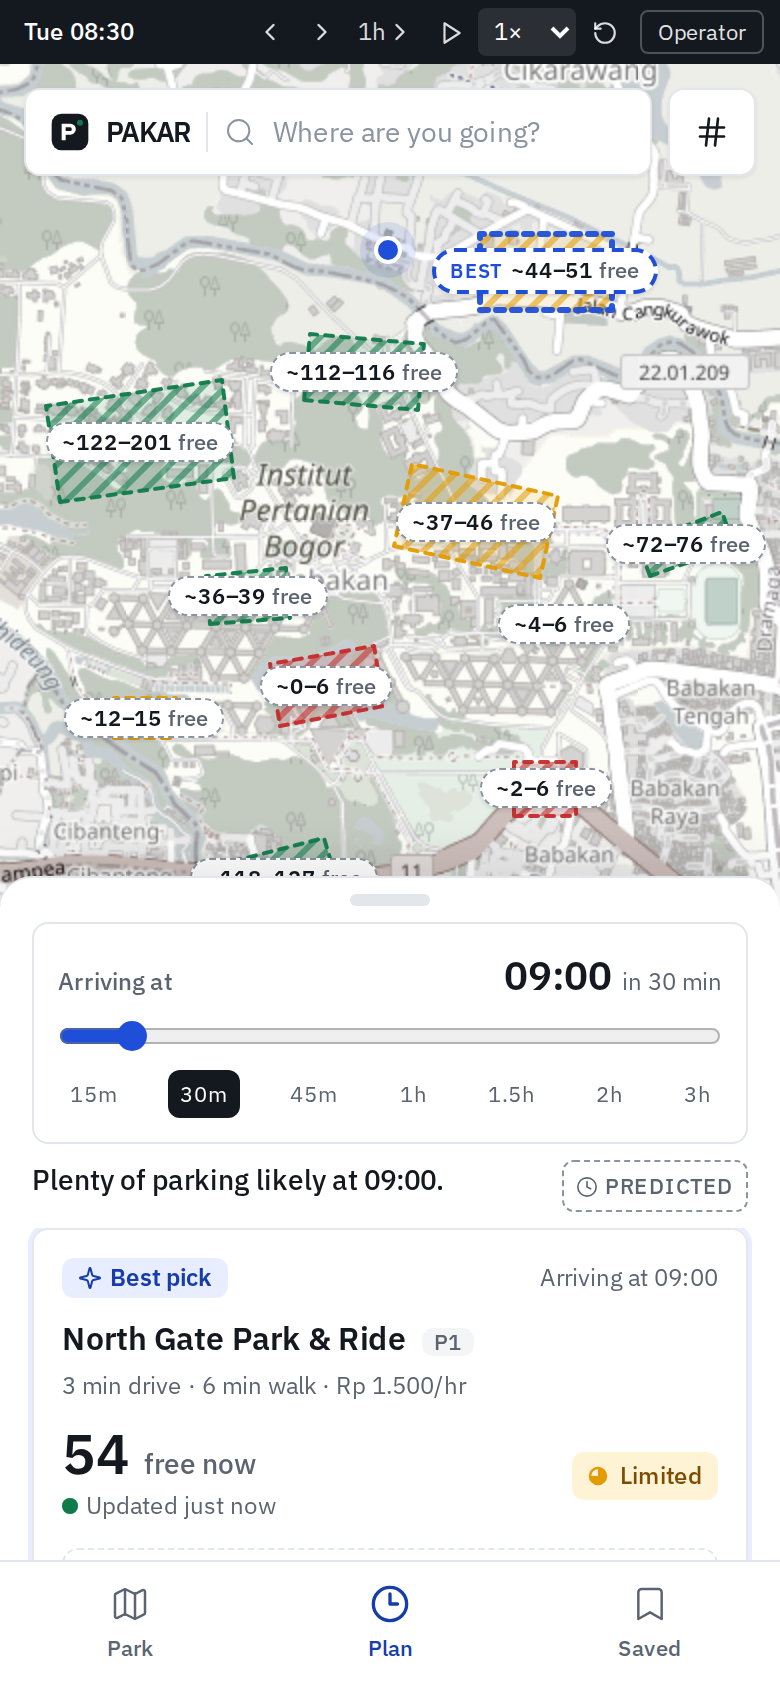 Tue 08:30
1h
1×
Operator
Cikarawang
P
PAKAR
Where are you going?
BEST ~44–51 free
Jalan Cangkurawok
~112–116 free
22.01.209
~122–201 free
Institut
Pertanian
Bogor
~37–46 free
~72–76 free
bakan
~36–39 free
~4–6 free
~0–6 free
Babakan
Tengah
~12–15 free
~2–6 free
Babakan
Raya
Cibanteng
Babakan
11
Arriving at
09:00 in 30 min
15m 30m 45m 1h 1.5h 2h 3h
Plenty of parking likely at 09:00.
PREDICTED
Best pick
Arriving at 09:00
North Gate Park & Ride P1
3 min drive · 6 min walk · Rp 1.500/hr
54 free now
Limited
Updated just now
Park
Plan
Saved